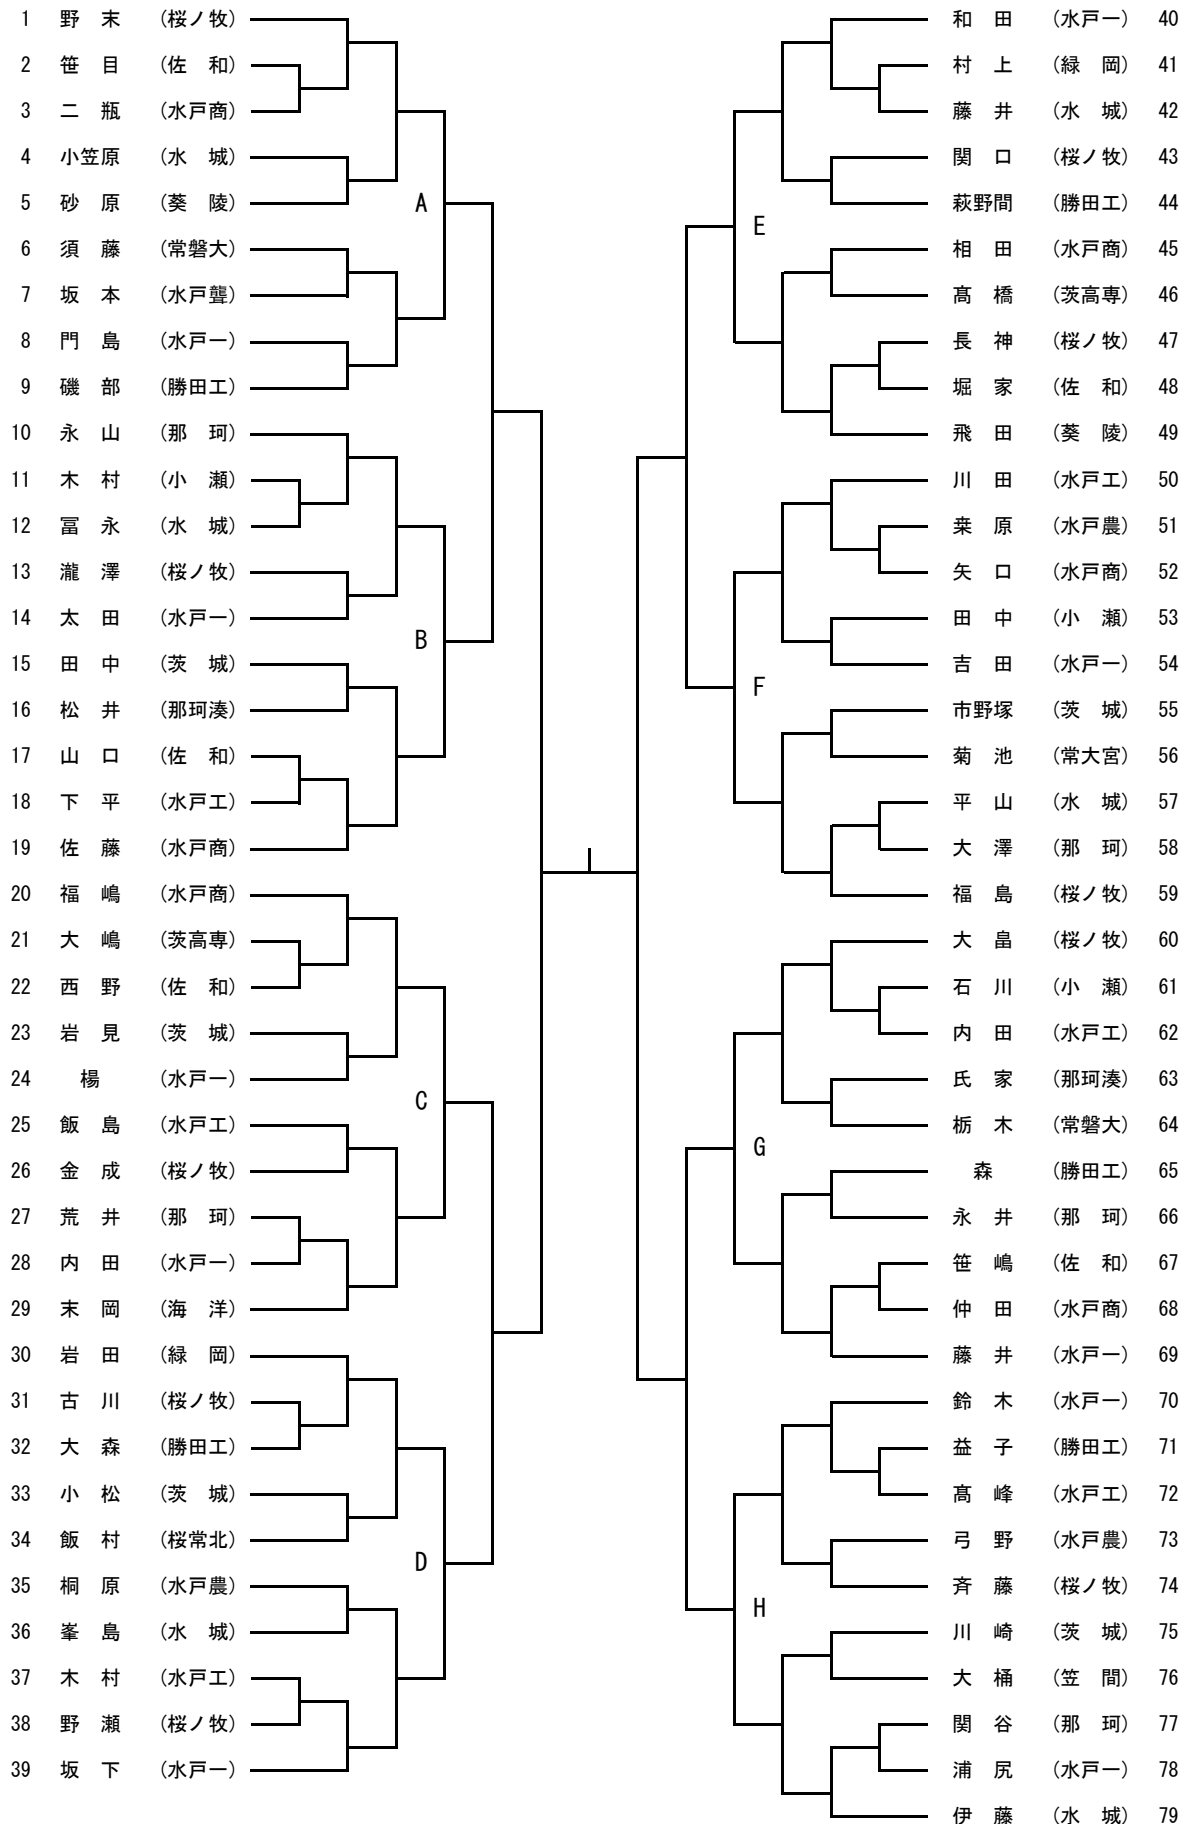 1 野 末 (桜ノ牧)
2 笹 目 (佐 和)
3 二 瓶 (水戸商)
4 小笠原 (水 城)
5 砂 原 (葵 陵)
6 須 藤 (常磐大)
7 坂 本 (水戸聾)
8 門 島 (水戸一)
9 磯 部 (勝田工)
10 永 山 (那 珂)
11 木 村 (小 瀬)
12 冨 永 (水 城)
13 瀧 澤 (桜ノ牧)
14 太 田 (水戸一)
15 田 中 (茨 城)
16 松 井 (那珂湊)
17 山 口 (佐 和)
18 下 平 (水戸工)
19 佐 藤 (水戸商)
20 福 嶋 (水戸商)
21 大 嶋 (茨高専)
22 西 野 (佐 和)
23 岩 見 (茨 城)
24 楊 (水戸一)
25 飯 島 (水戸工)
26 金 成 (桜ノ牧)
27 荒 井 (那 珂)
28 内 田 (水戸一)
29 末 岡 (海 洋)
30 岩 田 (緑 岡)
31 古 川 (桜ノ牧)
32 大 森 (勝田工)
33 小 松 (茨 城)
34 飯 村 (桜常北)
35 桐 原 (水戸農)
36 峯 島 (水 城)
37 木 村 (水戸工)
38 野 瀬 (桜ノ牧)
39 坂 下 (水戸一)
A
B
C
D
E
F
G
H
和 田 (水戸一) 40
村 上 (緑 岡) 41
藤 井 (水 城) 42
関 口 (桜ノ牧) 43
萩野間 (勝田工) 44
相 田 (水戸商) 45
髙 橋 (茨高専) 46
長 神 (桜ノ牧) 47
堀 家 (佐 和) 48
飛 田 (葵 陵) 49
川 田 (水戸工) 50
桒 原 (水戸農) 51
矢 口 (水戸商) 52
田 中 (小 瀬) 53
吉 田 (水戸一) 54
市野塚 (茨 城) 55
菊 池 (常大宮) 56
平 山 (水 城) 57
大 澤 (那 珂) 58
福 島 (桜ノ牧) 59
大 畠 (桜ノ牧) 60
石 川 (小 瀬) 61
内 田 (水戸工) 62
氏 家 (那珂湊) 63
栃 木 (常磐大) 64
森 (勝田工) 65
永 井 (那 珂) 66
笹 嶋 (佐 和) 67
仲 田 (水戸商) 68
藤 井 (水戸一) 69
鈴 木 (水戸一) 70
益 子 (勝田工) 71
髙 峰 (水戸工) 72
弓 野 (水戸農) 73
斉 藤 (桜ノ牧) 74
川 崎 (茨 城) 75
大 桶 (笠 間) 76
関 谷 (那 珂) 77
浦 尻 (水戸一) 78
伊 藤 (水 城) 79